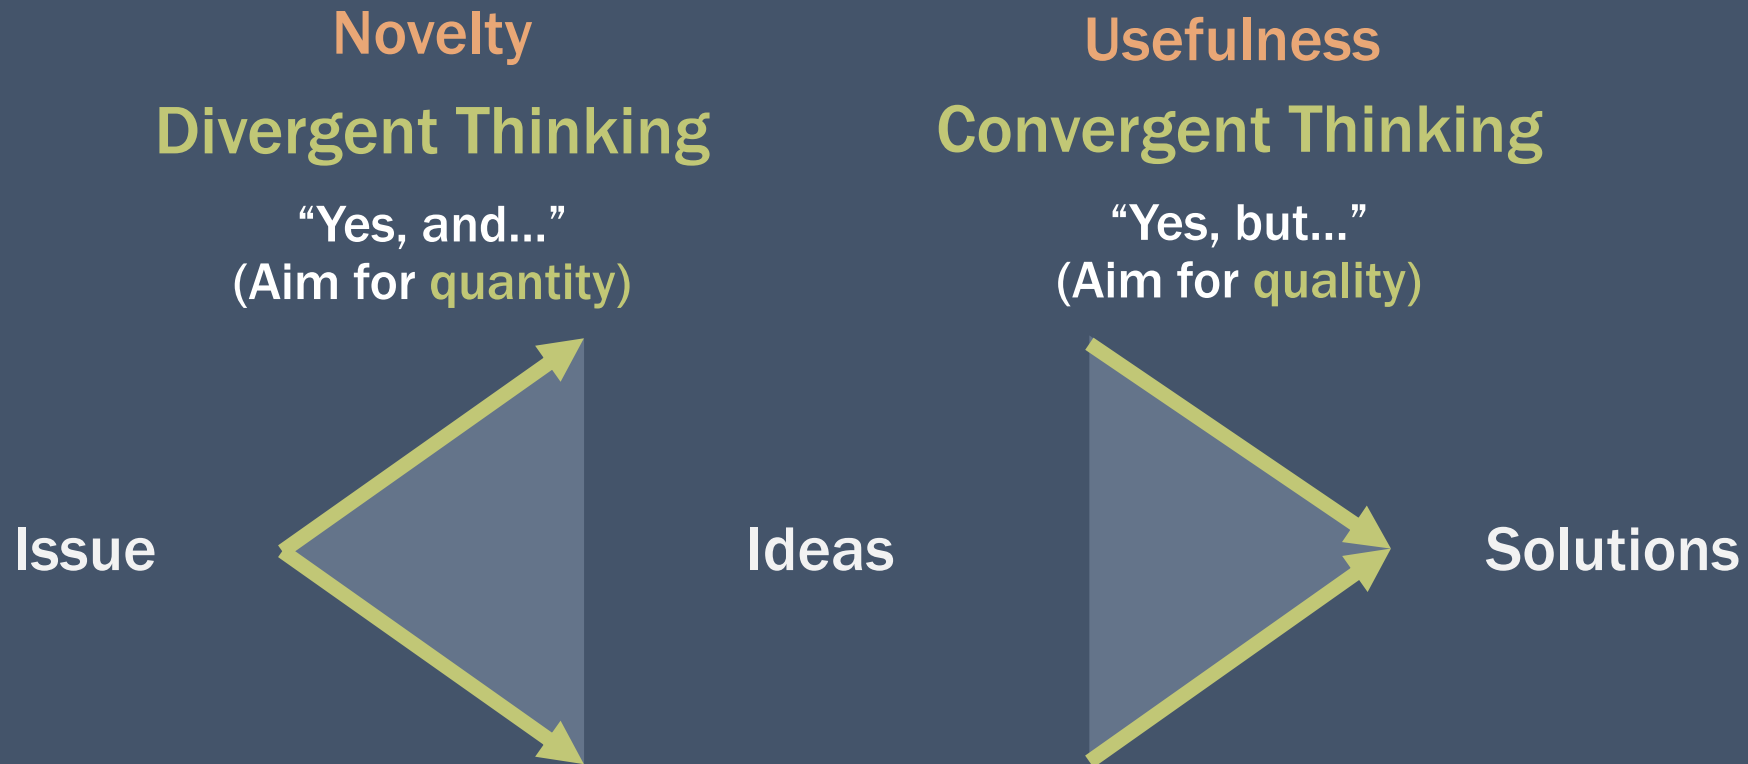 Novelty
Divergent Thinking
“Yes, and...”
(Aim for quantity)
Usefulness
Convergent Thinking
“Yes, but...”
(Aim for quality)
Issue
Ideas
Solutions